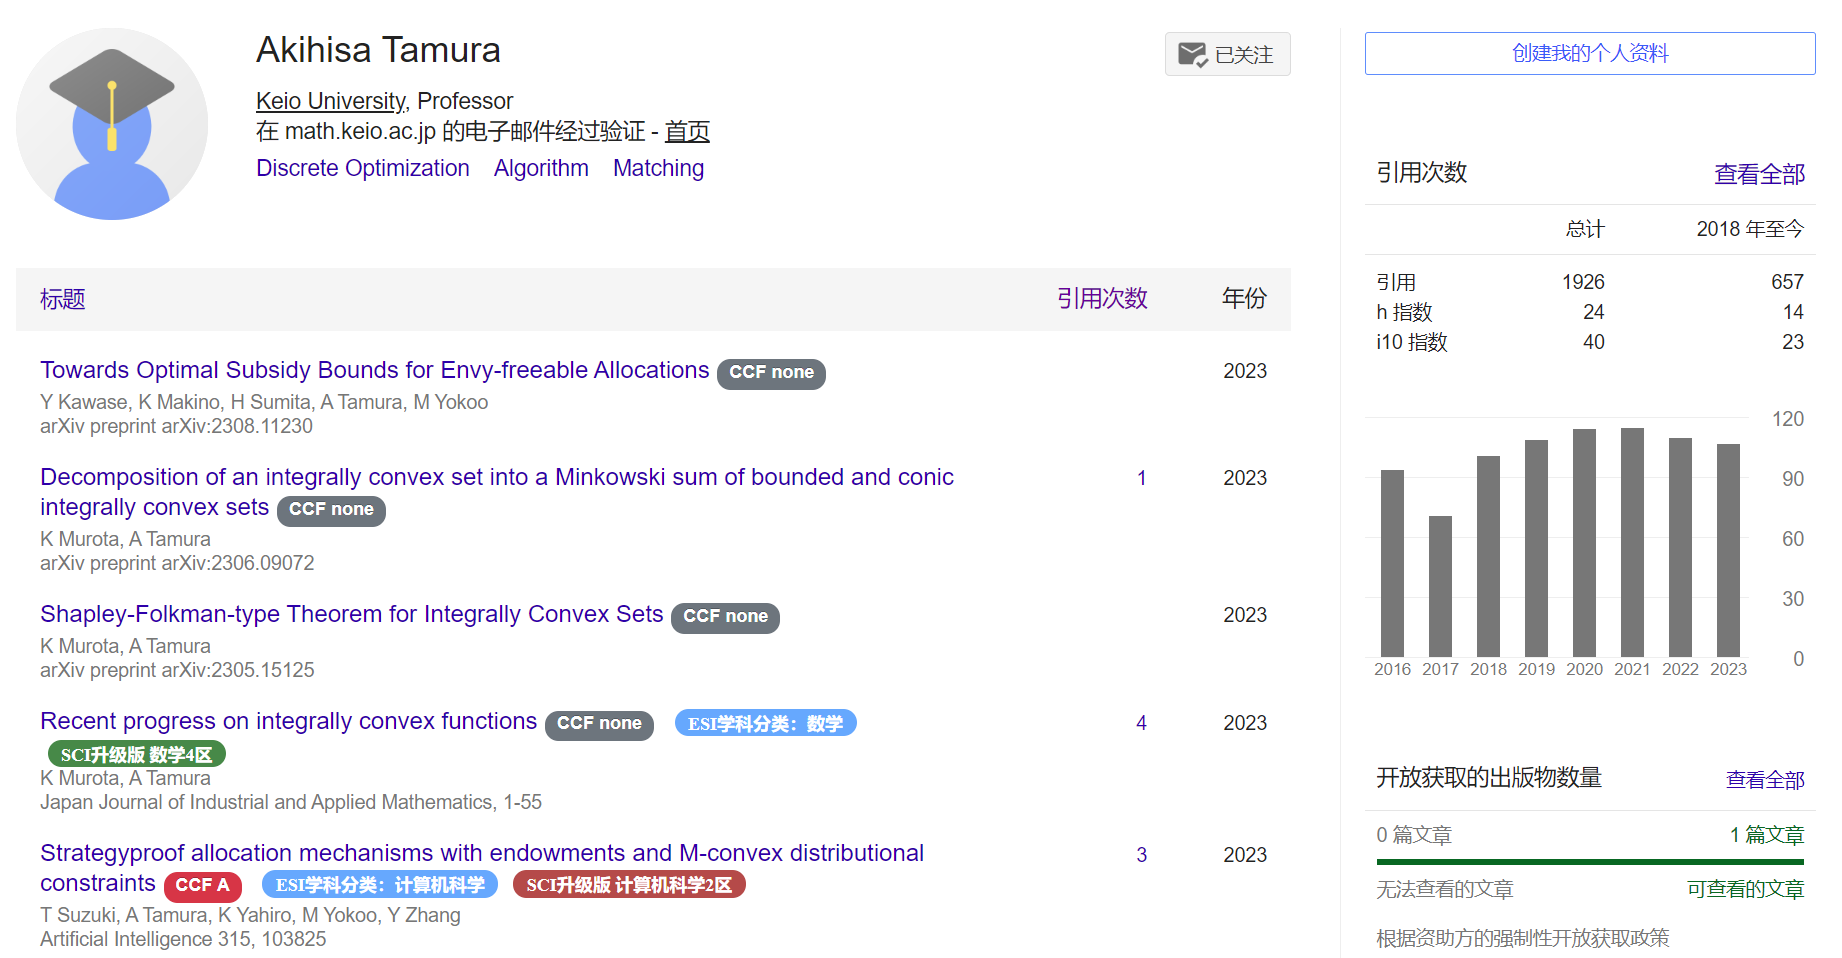 Akihisa Tamura
已关注
Keio University, Professor
在 math.keio.ac.jp 的电子邮件经过验证 - 首页
Discrete Optimization Algorithm Matching
标题 引用次数 年份
Towards Optimal Subsidy Bounds for Envy-freeable Allocations CCF none 2023
Y Kawase, K Makino, H Sumita, A Tamura, M Yokoo
arXiv preprint arXiv:2308.11230
Decomposition of an integrally convex set into a Minkowski sum of bounded and conic 1 2023
integrally convex sets CCF none
K Murota, A Tamura
arXiv preprint arXiv:2306.09072
Shapley-Folkman-type Theorem for Integrally Convex Sets CCF none 2023
K Murota, A Tamura
arXiv preprint arXiv:2305.15125
Recent progress on integrally convex functions CCF none ESI学科分类：数学 4 2023
SCI升级版 数学4区
K Murota, A Tamura
Japan Journal of Industrial and Applied Mathematics, 1-55
Strategyproof allocation mechanisms with endowments and M-convex distributional 3 2023
constraints CCF A ESI学科分类：计算机科学 SCI升级版 计算机科学2区
T Suzuki, A Tamura, K Yahiro, M Yokoo, Y Zhang
Artificial Intelligence 315, 103825
创建我的个人资料
引用次数 查看全部
总计 2018 年至今
引用 1926 657
h 指数 24 14
i10 指数 40 23
120
90
60
30
0
2016 2017 2018 2019 2020 2021 2022 2023
开放获取的出版物数量 查看全部
0 篇文章 1 篇文章
无法查看的文章 可查看的文章
根据资助方的强制性开放获取政策